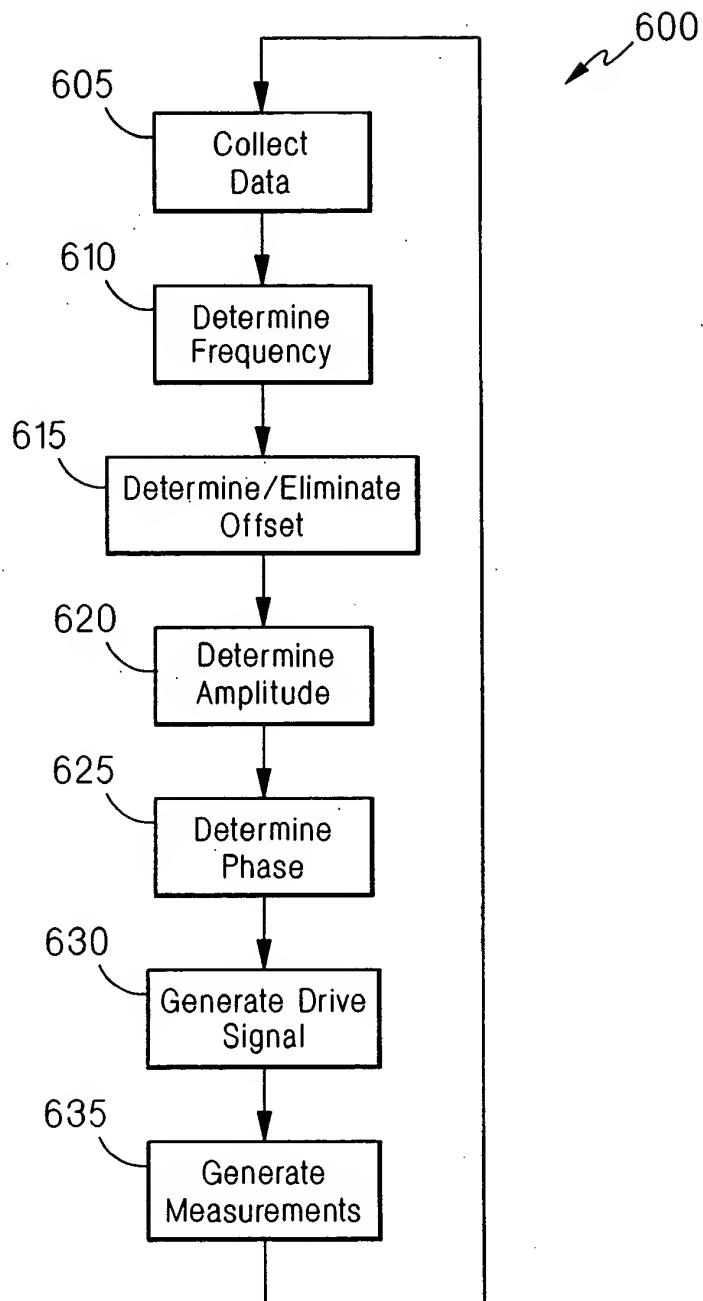 600
605
Collect
Data
610
Determine
Frequency
615
Determine/Eliminate
Offset
620
Determine
Amplitude
625
Determine
Phase
630
Generate Drive
Signal
635
Generate
Measurements